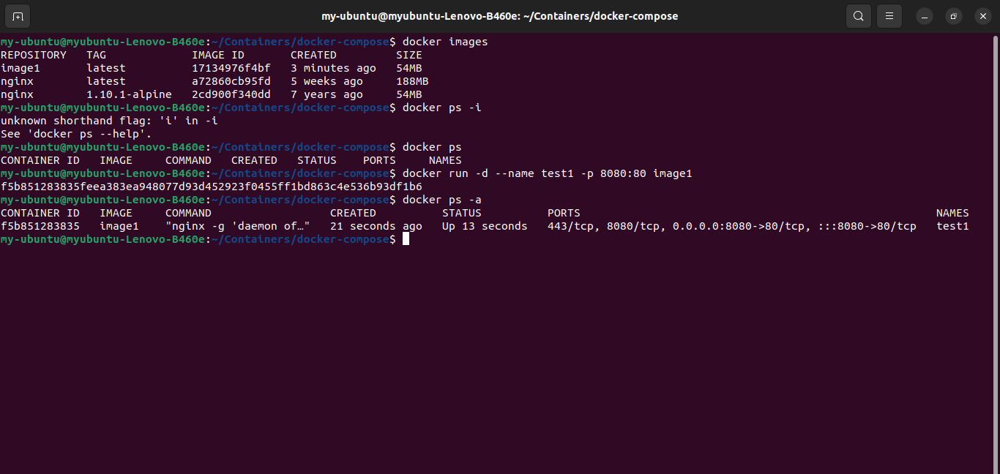 my-ubuntu@myubuntu-Lenovo-B460e: ~/Containers/docker-compose
my-ubuntu@myubuntu-Lenovo-B460e:~/Containers/docker-compose$ docker images
REPOSITORY   TAG             IMAGE ID       CREATED         SIZE
image1       latest          17134976f4bf   3 minutes ago   54MB
nginx        latest          a72860cb95fd   5 weeks ago     188MB
nginx        1.10.1-alpine   2cd900f340dd   7 years ago     54MB
my-ubuntu@myubuntu-Lenovo-B460e:~/Containers/docker-compose$ docker ps -i
unknown shorthand flag: 'i' in -i
See 'docker ps --help'.
my-ubuntu@myubuntu-Lenovo-B460e:~/Containers/docker-compose$ docker ps
CONTAINER ID   IMAGE     COMMAND   CREATED   STATUS    PORTS     NAMES
my-ubuntu@myubuntu-Lenovo-B460e:~/Containers/docker-compose$ docker run -d --name test1 -p 8080:80 image1
f5b851283835feea383ea948077d93d452923f0455ff1bd863c4e536b93df1b6
my-ubuntu@myubuntu-Lenovo-B460e:~/Containers/docker-compose$ docker ps -a
CONTAINER ID   IMAGE     COMMAND                  CREATED          STATUS          PORTS                                                      NAMES
f5b851283835   image1    "nginx -g 'daemon of…"   21 seconds ago   Up 13 seconds   443/tcp, 8080/tcp, 0.0.0.0:8080->80/tcp, :::8080->80/tcp   test1
my-ubuntu@myubuntu-Lenovo-B460e:~/Containers/docker-compose$